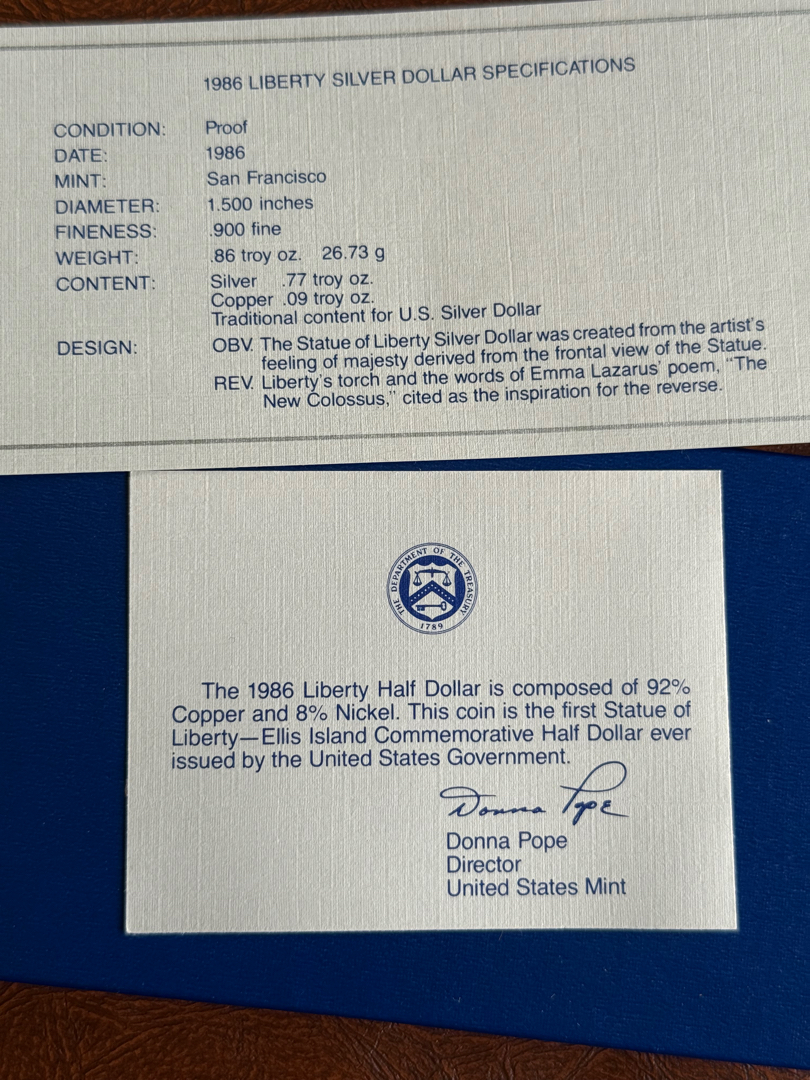 1986 LIBERTY SILVER DOLLAR SPECIFICATIONS
CONDITION: Proof
DATE: 1986
MINT: San Francisco
DIAMETER: 1.500 inches
FINENESS: .900 fine
WEIGHT: .86 troy oz. 26.73 g
CONTENT: Silver .77 troy oz.
Copper .09 troy oz.
Traditional content for U.S. Silver Dollar
DESIGN: OBV. The Statue of Liberty Silver Dollar was created from the artist's
feeling of majesty derived from the frontal view of the Statue.
REV. Liberty's torch and the words of Emma Lazarus' poem, "The
New Colossus," cited as the inspiration for the reverse.
THE DEPARTMENT OF THE TREASURY
1789
The 1986 Liberty Half Dollar is composed of 92%
Copper and 8% Nickel. This coin is the first Statue of
Liberty—Ellis Island Commemorative Half Dollar ever
issued by the United States Government.
Donna Pope
Donna Pope
Director
United States Mint